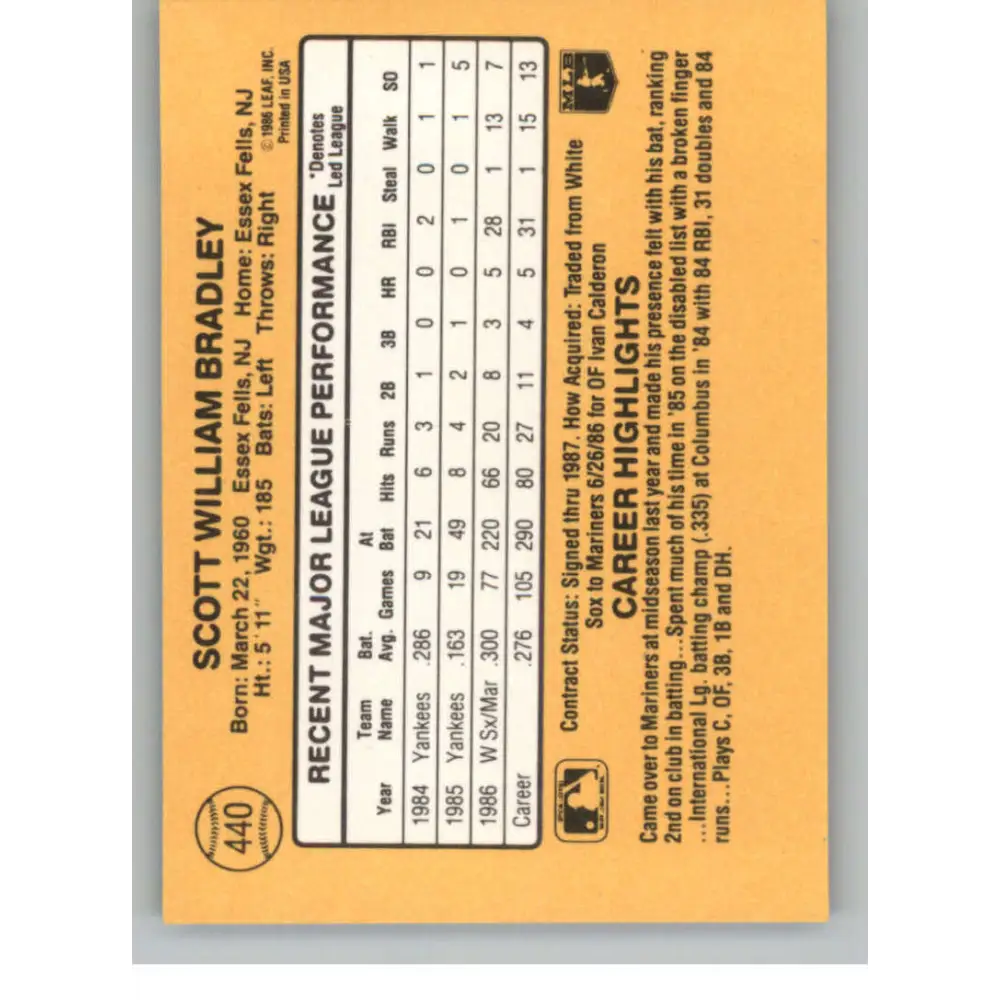 440
SCOTT WILLIAM BRADLEY
Born: March 22, 1960 Essex Fells, NJ Home: Essex Fells, NJ
Ht.: 5' 11" Wgt.: 185 Bats: Left Throws: Right
© 1986 LEAF, INC.
Printed in USA
RECENT MAJOR LEAGUE PERFORMANCE *Denotes Led League
Year Team Name Bat. Avg. Games At Bat Hits Runs 2B 3B HR RBI Steal Walk SO
1984 Yankees .286 9 21 6 3 1 0 0 2 0 1 1
1985 Yankees .163 19 49 8 4 2 1 0 1 0 1 5
1986 W Sx/Mar .300 77 220 66 20 8 3 5 28 1 13 7
Career .276 105 290 80 27 11 4 5 31 1 15 13
Contract Status: Signed thru 1987. How Acquired: Traded from White
Sox to Mariners 6/26/86 for OF Ivan Calderon
MLB
CAREER HIGHLIGHTS
Came over to Mariners at midseason last year and made his presence felt with his bat, ranking
2nd on club in batting...Spent much of his time in '85 on the disabled list with a broken finger
...International Lg. batting champ (.335) at Columbus in '84 with 84 RBI, 31 doubles and 84
runs...Plays C, OF, 3B, 1B and DH.